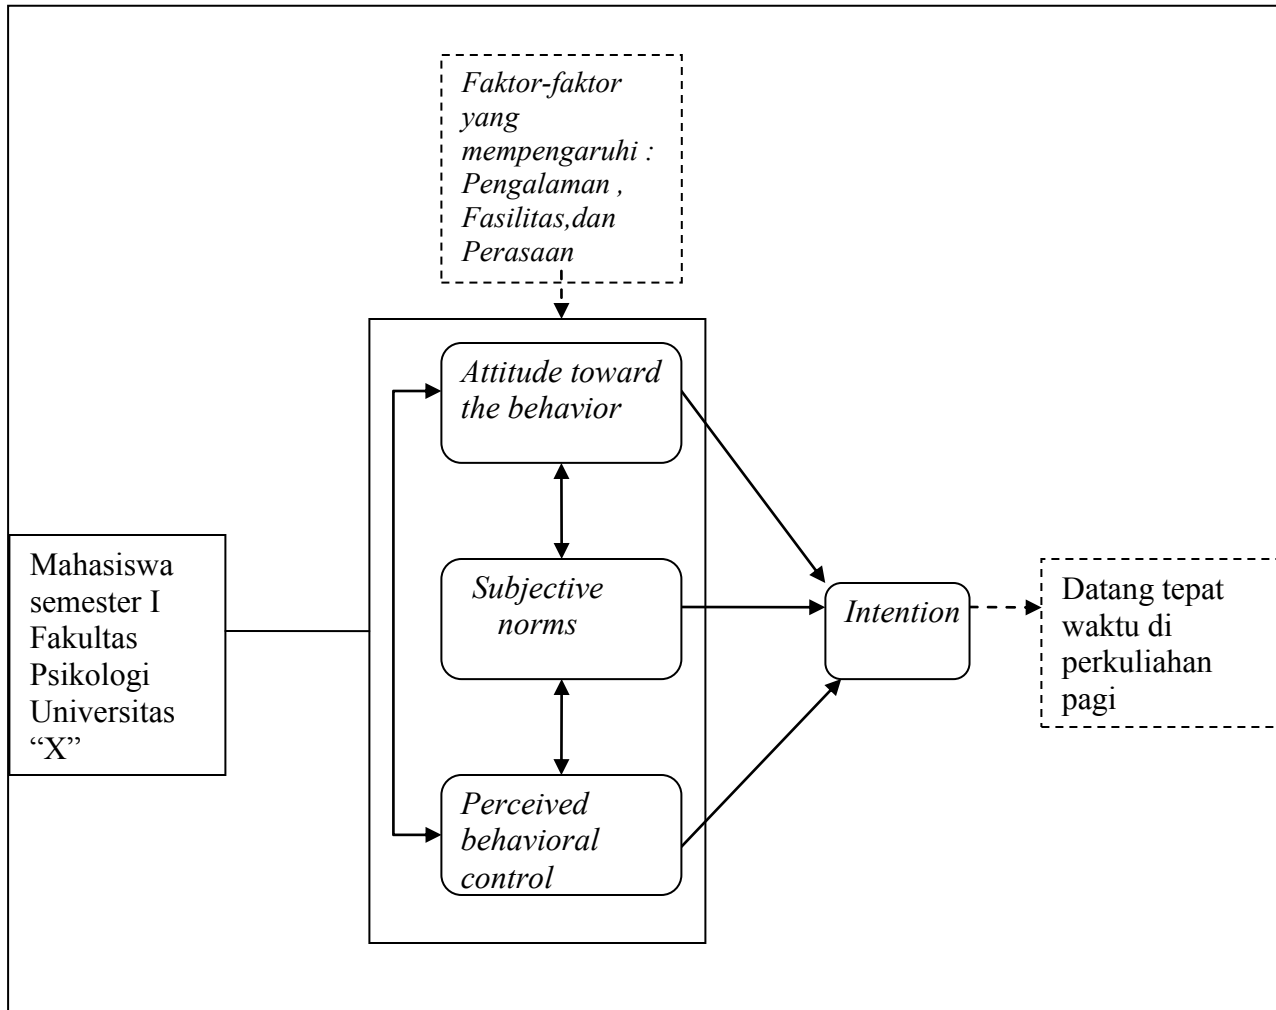 Faktor-faktor
yang
mempengaruhi :
Pengalaman ,
Fasilitas,dan
Perasaan
Attitude toward
the behavior
Mahasiswa
semester I
Fakultas
Psikologi
Universitas
“X”
Subjective
norms
Intention
Datang tepat
waktu di
perkuliahan
pagi
Perceived
behavioral
control